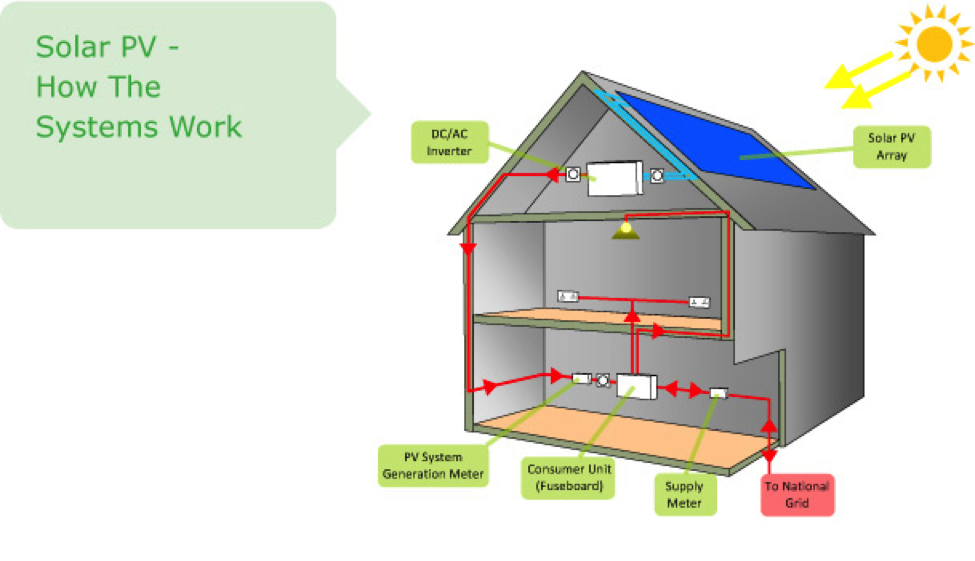 Solar PV -
How The
Systems Work
DC/AC
Inverter
Solar PV
Array
PV System
Generation Meter
Consumer Unit
(Fuseboard)
Supply
Meter
To National
Grid